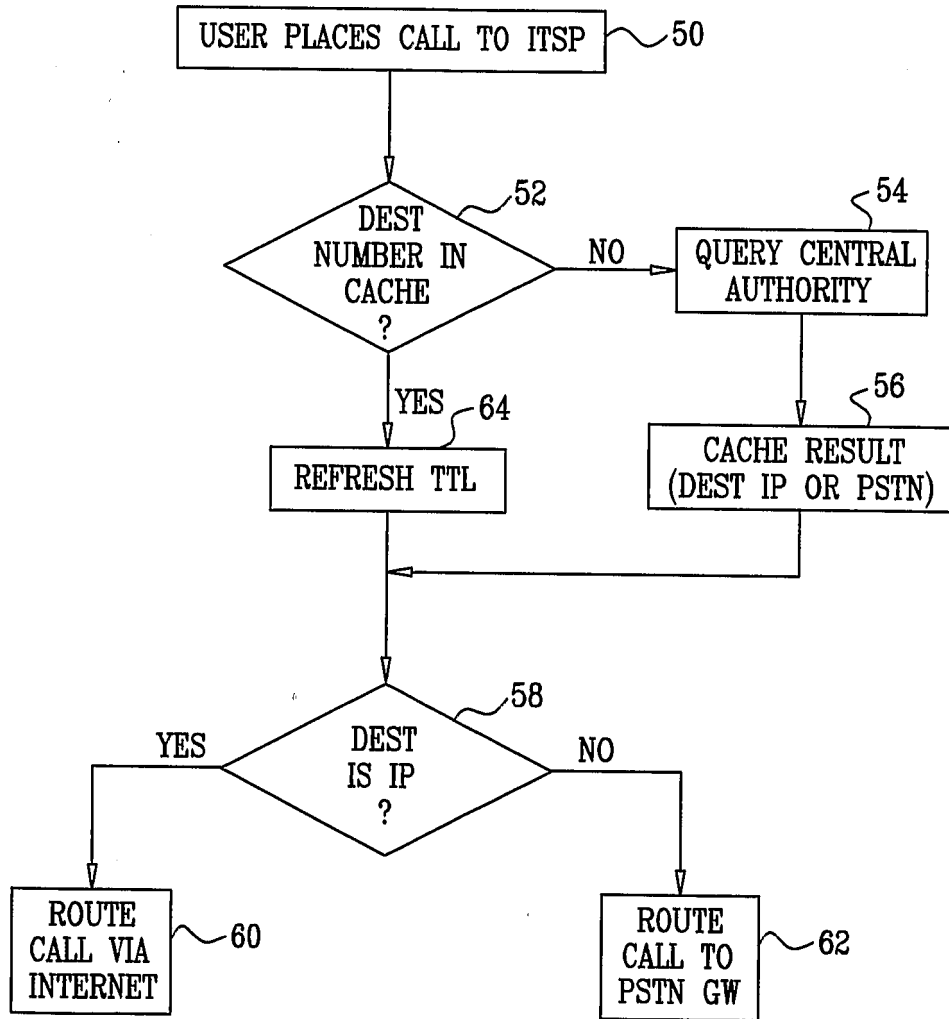 USER PLACES CALL TO ITSP
50
DEST
NUMBER IN
CACHE
?
52
NO
QUERY CENTRAL
AUTHORITY
54
YES
REFRESH TTL
64
CACHE RESULT
(DEST IP OR PSTN)
56
DEST
IS IP
?
58
YES
NO
ROUTE
CALL VIA
INTERNET
60
ROUTE
CALL TO
PSTN GW
62